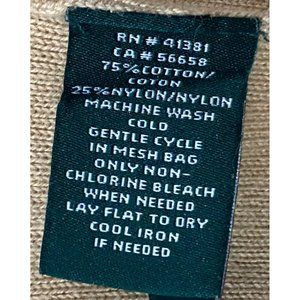 RN # 41381
CA # 56658
75%COTTON/
COTON
25%NYLON/NYLON
MACHINE WASH
COLD
GENTLE CYCLE
IN MESH BAG
ONLY NON-
CHLORINE BLEACH
WHEN NEEDED
LAY FLAT TO DRY
COOL IRON
IF NEEDED